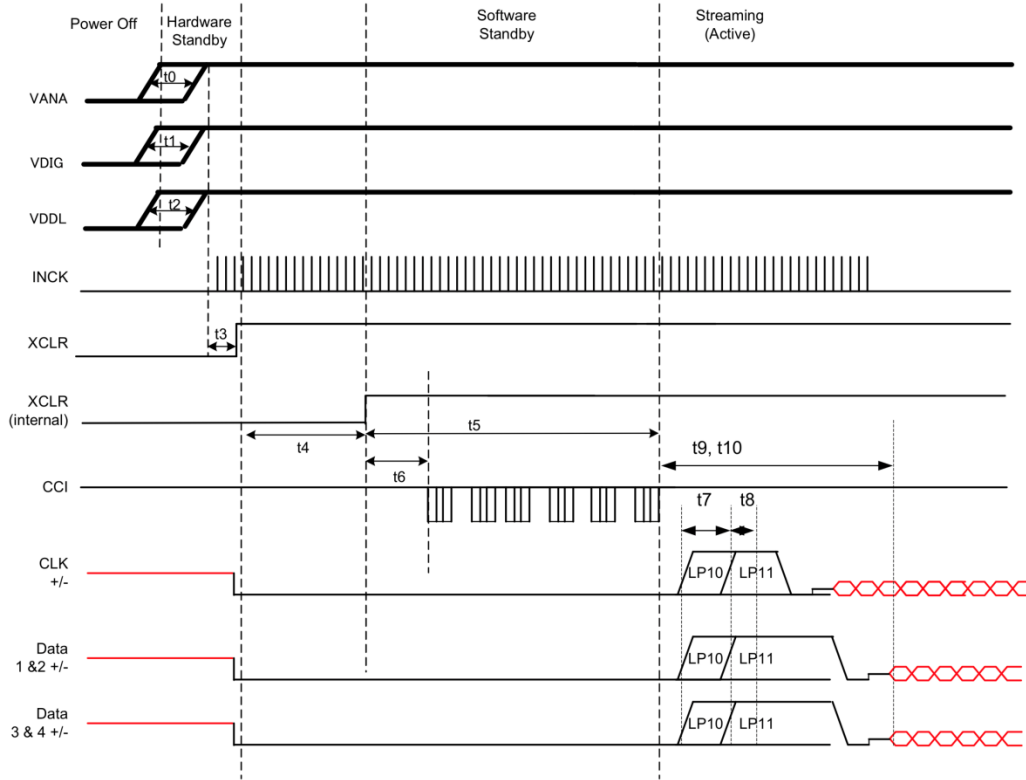 Power Off
Hardware
Standby
Software
Standby
Streaming
(Active)
t0
VANA
t1
VDIG
t2
VDDL
INCK
t3
XCLR
XCLR
(internal)
t4
t5
t6
t9, t10
CCI
t7
t8
CLK
+/-
LP10
LP11
Data
1 &2 +/-
LP10
LP11
Data
3 & 4 +/-
LP10
LP11